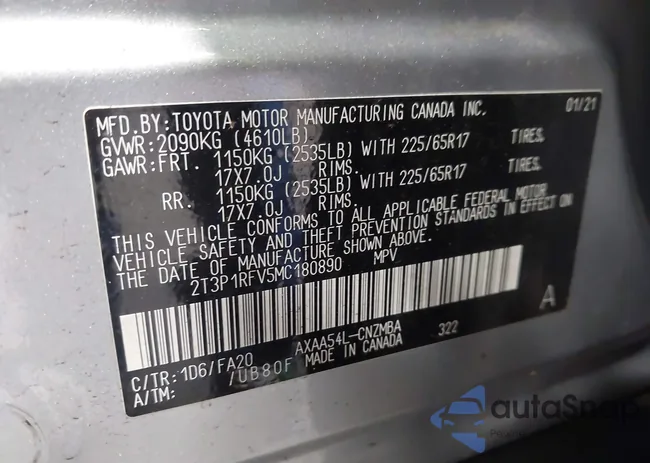 MFD.BY:TOYOTA MOTOR MANUFACTURING CANADA INC. 01/21
GVWR:2090KG (4610LB)
GAWR:FRT. 1150KG (2535LB) WITH 225/65R17 TIRES,
17X7.0J RIMS.
RR. 1150KG (2535LB) WITH 225/65R17 TIRES,
17X7.0J RIMS.
THIS VEHICLE CONFORMS TO ALL APPLICABLE FEDERAL MOTOR
VEHICLE SAFETY AND THEFT PREVENTION STANDARDS IN EFFECT ON
THE DATE OF MANUFACTURE SHOWN ABOVE.
2T3P1RFV5MC180890 MPV
A
C/TR:1D6/FA20 AXAA54L-CNZMBA 322
A/TM: /UB80F MADE IN CANADA
autoSnap